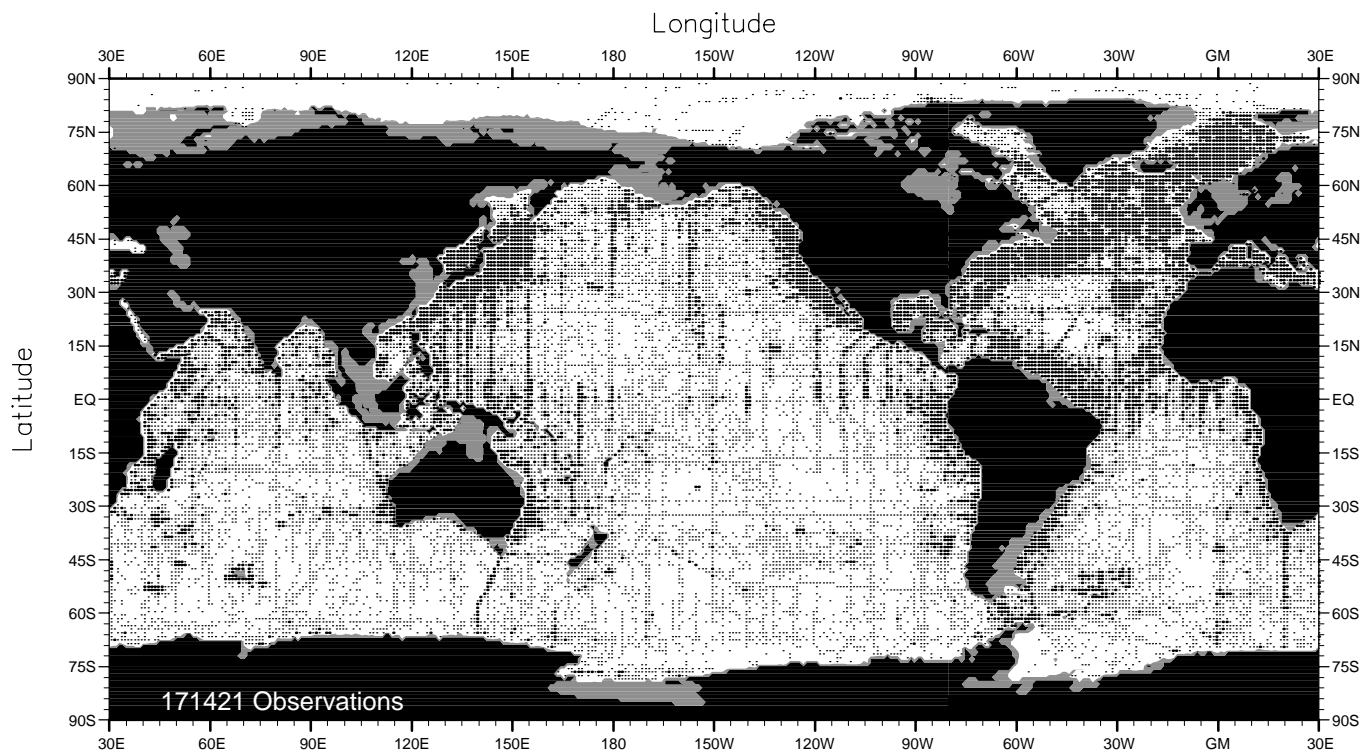 Longitude
30E 60E 90E 120E 150E 180 150W 120W 90W 60W 30W GM 30E
90N 90N
75N 75N
60N 60N
45N 45N
30N 30N
15N 15N
Latitude
EQ EQ
15S 15S
30S 30S
45S 45S
60S 60S
75S 75S
171421 Observations
90S 90S
30E 60E 90E 120E 150E 180 150W 120W 90W 60W 30W GM 30E